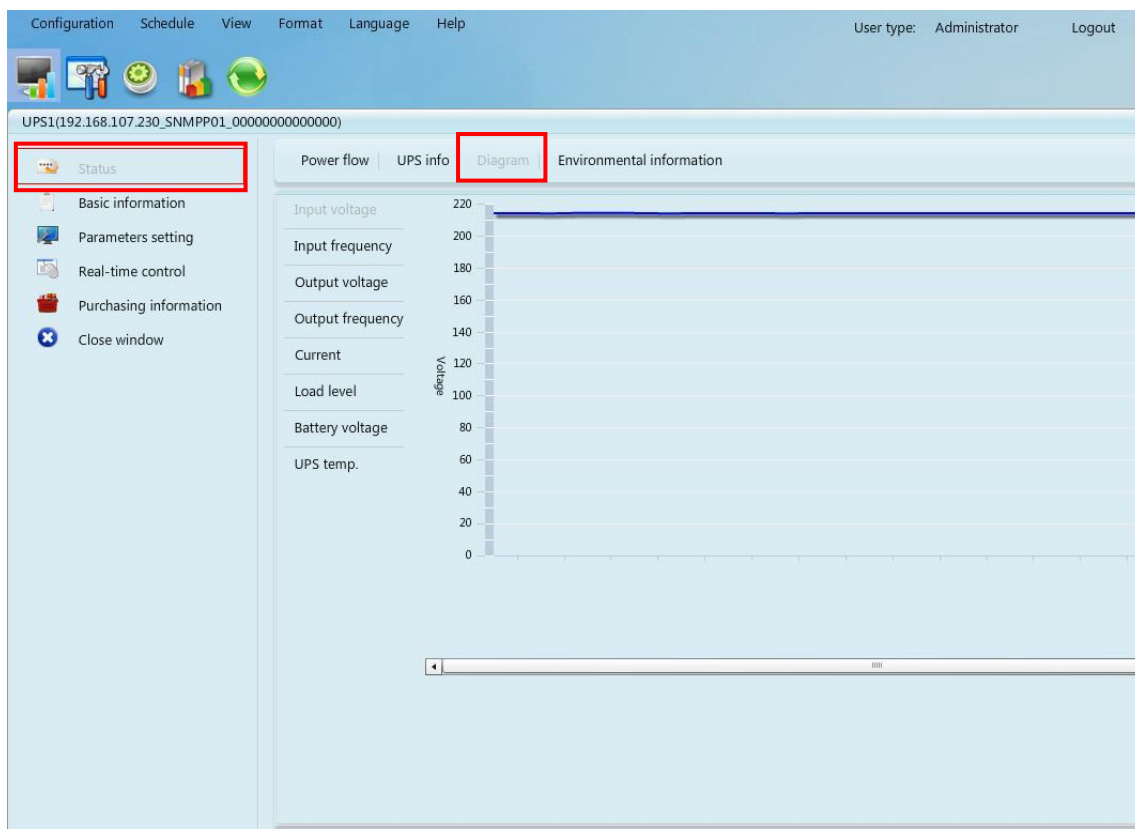 Configuration Schedule View Format Language Help User type: Administrator Logout
UPS1(192.168.107.230_SNMPP01_00000000000000)
Status
Basic information
Parameters setting
Real-time control
Purchasing information
Close window
Power flow UPS info Diagram Environmental information
Input voltage
Input frequency
Output voltage
Output frequency
Current
Load level
Battery voltage
UPS temp.
Voltage
220
200
180
160
140
120
100
80
60
40
20
0